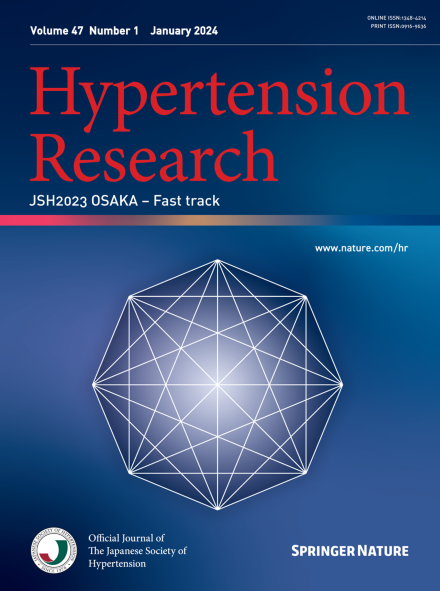 Volume 47 Number 1 January 2024
ONLINE ISSN:1348-4214
PRINT ISSN:0916-9636
Hypertension
Research
JSH2023 OSAKA – Fast track
www.nature.com/hr
Official Journal of
The Japanese Society of
Hypertension
SPRINGER NATURE